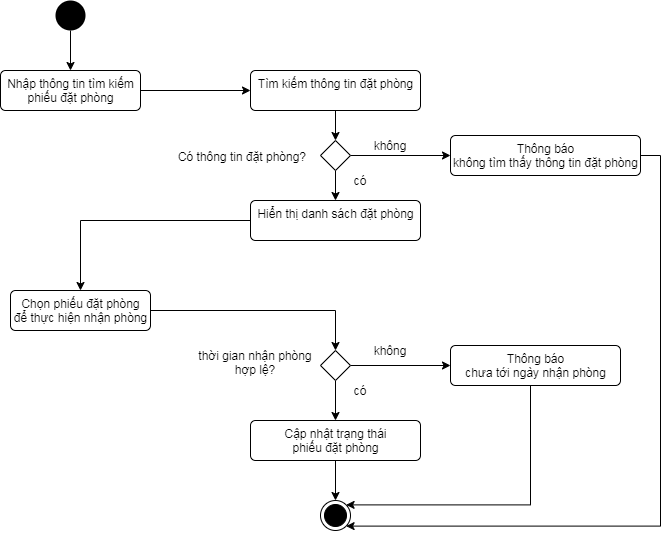 Nhập thông tin tìm kiếm
phiếu đặt phòng
Tìm kiếm thông tin đặt phòng
Có thông tin đặt phòng?
không
Thông báo
không tìm thấy thông tin đặt phòng
có
Hiển thị danh sách đặt phòng
Chọn phiếu đặt phòng
để thực hiện nhận phòng
thời gian nhận phòng
hợp lệ?
không
Thông báo
chưa tới ngày nhận phòng
có
Cập nhật trạng thái
phiếu đặt phòng